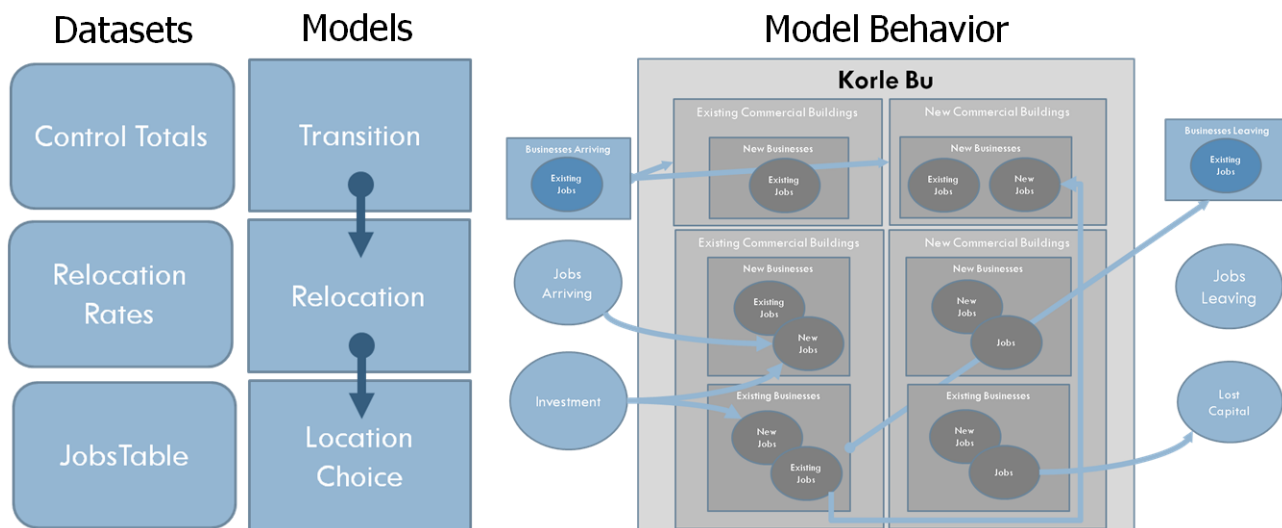 Datasets
Models
Model Behavior
Control Totals
Relocation
Rates
JobsTable
Transition
Relocation
Location
Choice
Korle Bu
Businesses Arriving
Existing
Jobs
Jobs
Arriving
Investment
Existing Commercial Buildings
New Businesses
Existing
Jobs
New Commercial Buildings
New Businesses
Existing
Jobs
New
Jobs
Existing Commercial Buildings
New Businesses
Existing
Jobs
New
Jobs
Existing Businesses
New
Jobs
Existing
Jobs
New Commercial Buildings
New Businesses
New
Jobs
Jobs
Existing Businesses
New
Jobs
Jobs
Businesses Leaving
Existing
Jobs
Jobs
Leaving
Lost
Capital